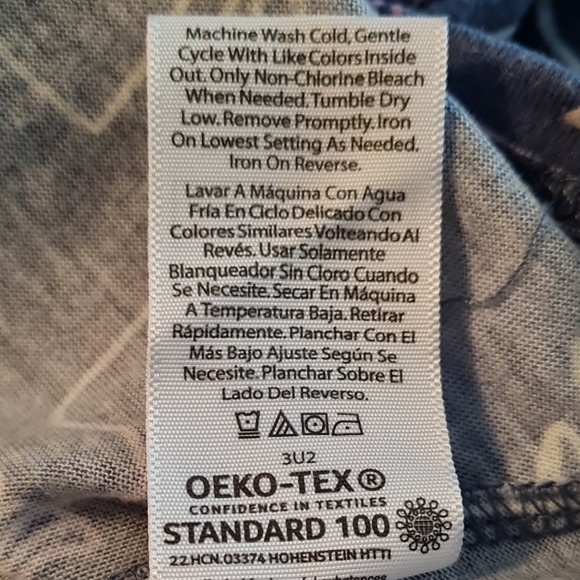 Machine Wash Cold, Gentle
Cycle With Like Colors Inside
Out. Only Non-Chlorine Bleach
When Needed. Tumble Dry
Low. Remove Promptly. Iron
On Lowest Setting As Needed.
Iron On Reverse.
Lavar A Máquina Con Agua
Fría En Ciclo Delicado Con
Colores Similares Volteando Al
Revés. Usar Solamente
Blanqueador Sin Cloro Cuando
Se Necesite. Secar En Máquina
A Temperatura Baja. Retirar
Rápidamente. Planchar Con El
Más Bajo Ajuste Según Se
Necesite. Planchar Sobre El
Lado Del Reverso.
3U2
OEKO-TEX®
CONFIDENCE IN TEXTILES
STANDARD 100
22.HCN.03374 HOHENSTEIN HTTI